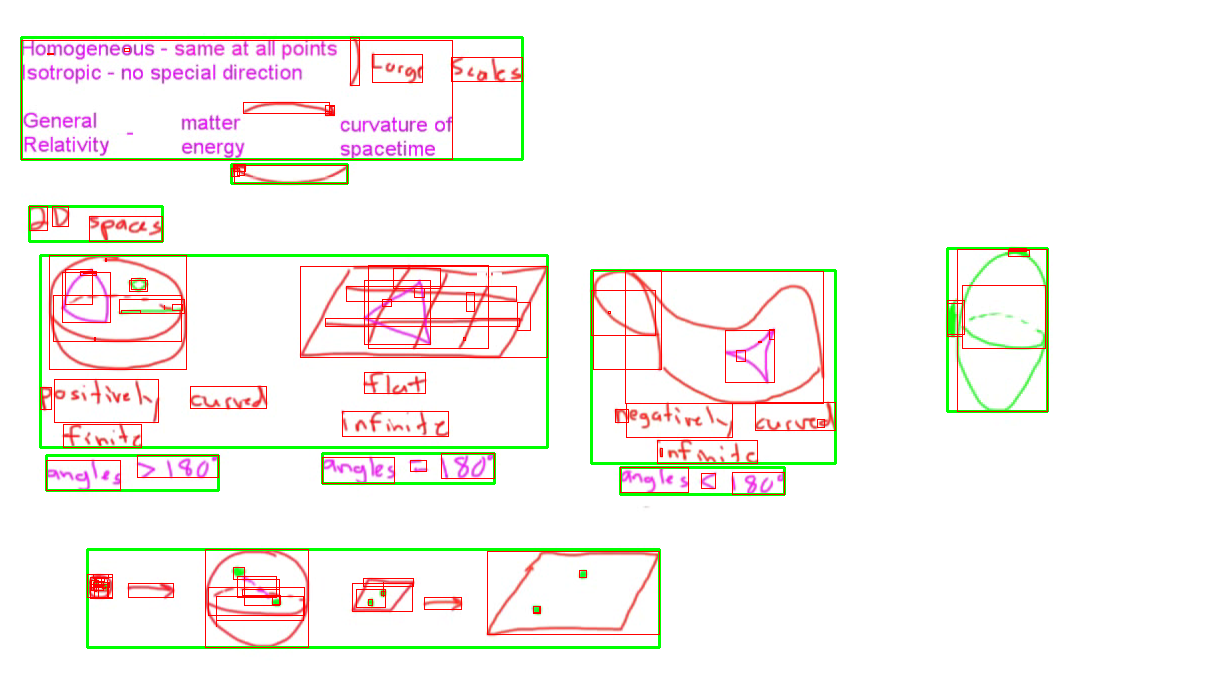 Homogeneous - same at all points
Isotropic - no special direction
Large Scales
General Relativity - matter energy curvature of spacetime
2D spaces
positively curved
finite
angles > 180°
flat
infinite
angles = 180°
negatively curved
infinite
angles < 180°